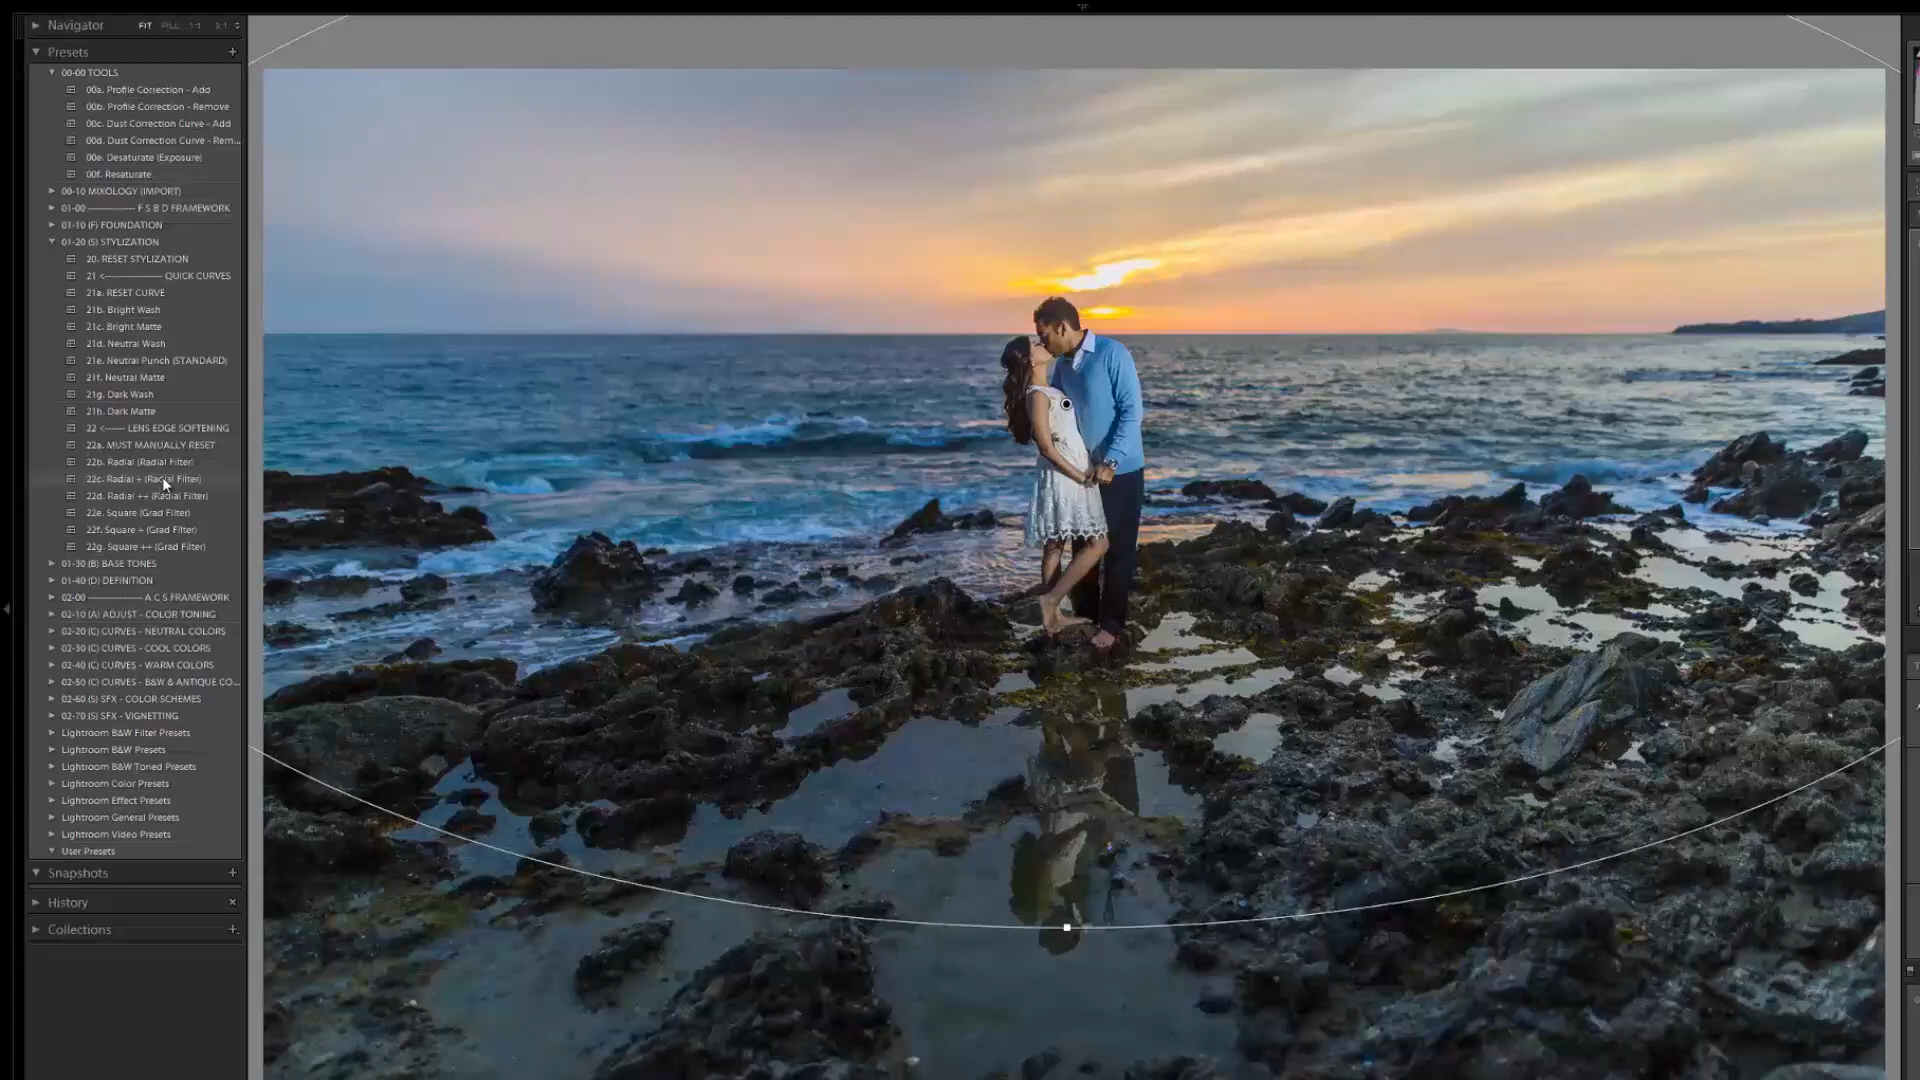 Navigator FIT FILL 1:1 3:1
Presets +
00-00 TOOLS
00a. Profile Correction - Add
00b. Profile Correction - Remove
00c. Dust Correction Curve - Add
00d. Dust Correction Curve - Rem...
00e. Desaturate (Exposure)
00f. Resaturate
00-10 MIXOLOGY (IMPORT)
01-00 ---------------- F S B D FRAMEWORK
01-10 (F) FOUNDATION
01-20 (S) STYLIZATION
20. RESET STYLIZATION
21 <------------------- QUICK CURVES
21a. RESET CURVE
21b. Bright Wash
21c. Bright Matte
21d. Neutral Wash
21e. Neutral Punch (STANDARD)
21f. Neutral Matte
21g. Dark Wash
21h. Dark Matte
22 <------ LENS EDGE SOFTENING
22a. MUST MANUALLY RESET
22b. Radial (Radial Filter)
22c. Radial + (Radial Filter)
22d. Radial ++ (Radial Filter)
22e. Square (Grad Filter)
22f. Square + (Grad Filter)
22g. Square ++ (Grad Filter)
01-30 (B) BASE TONES
01-40 (D) DEFINITION
02-00 ---------------- A C S FRAMEWORK
02-10 (A) ADJUST - COLOR TONING
02-20 (C) CURVES - NEUTRAL COLORS
02-30 (C) CURVES - COOL COLORS
02-40 (C) CURVES - WARM COLORS
02-50 (C) CURVES - B&W & ANTIQUE CO...
02-60 (S) SFX - COLOR SCHEMES
02-70 (S) SFX - VIGNETTING
Lightroom B&W Filter Presets
Lightroom B&W Presets
Lightroom B&W Toned Presets
Lightroom Color Presets
Lightroom Effect Presets
Lightroom General Presets
Lightroom Video Presets
User Presets
Snapshots +
History ×
Collections +